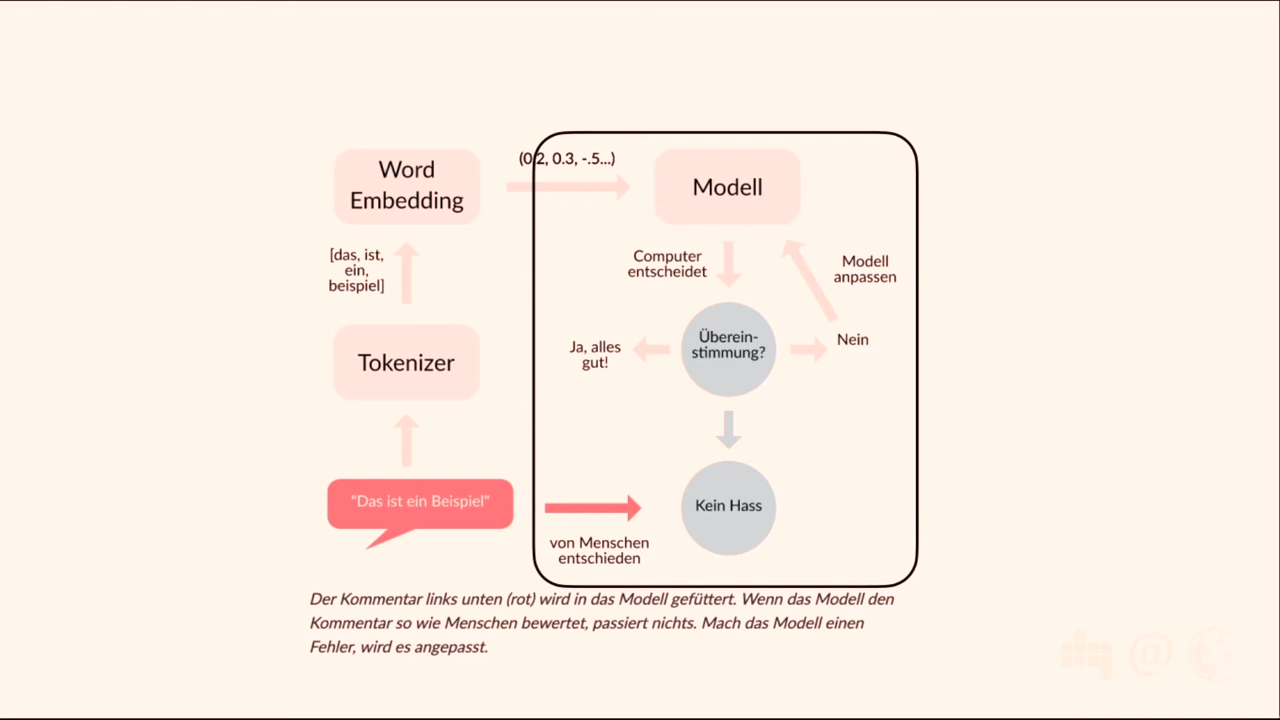 Word
Embedding
(0.2, 0.3, -.5...)
Modell
[das, ist,
ein,
beispiel]
Computer
entscheidet
Modell
anpassen
Tokenizer
Ja, alles
gut!
Überein-
stimmung?
Nein
"Das ist ein Beispiel"
Kein Hass
von Menschen
entschieden
Der Kommentar links unten (rot) wird in das Modell gefüttert. Wenn das Modell den
Kommentar so wie Menschen bewertet, passiert nichts. Mach das Modell einen
Fehler, wird es angepasst.